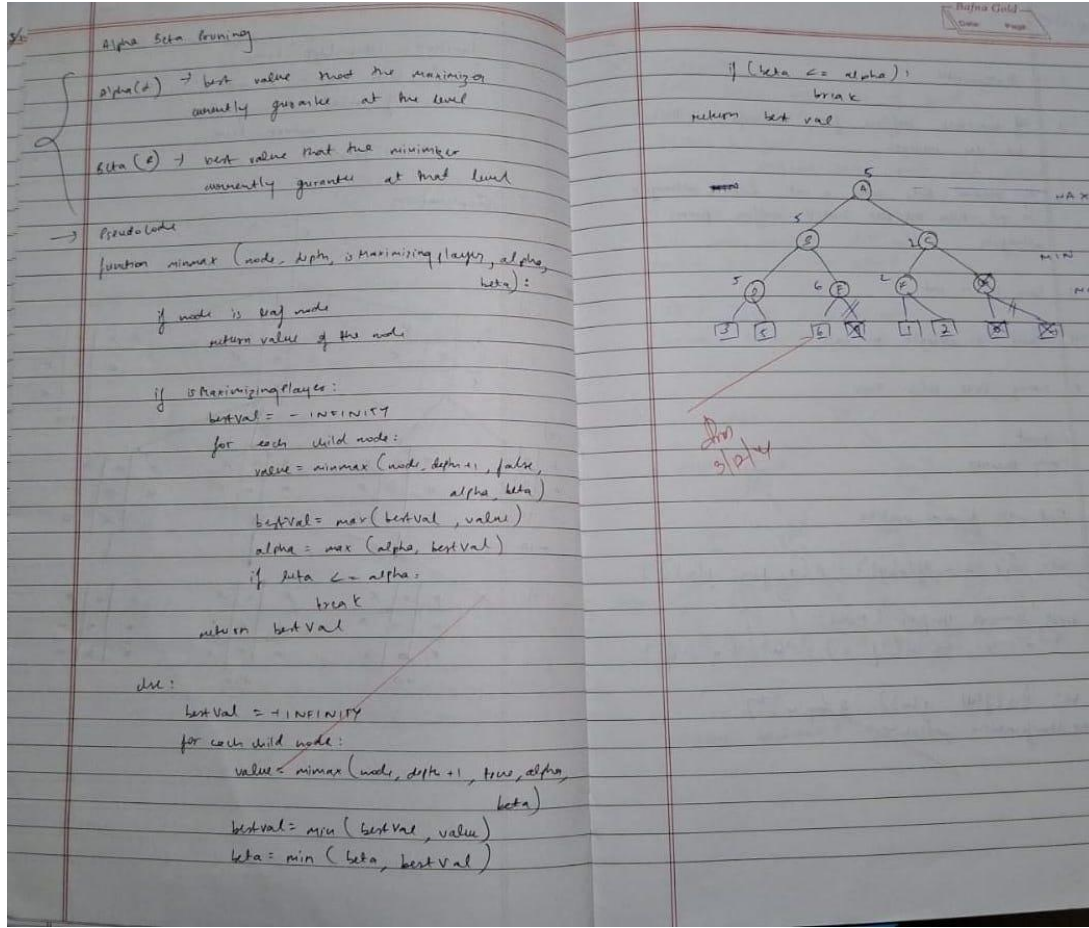 Alpha Beta Pruning
alpha(α) → best value that the maximizer
currently gurantee at the level
Beta (β) → best value that the minimizer
currently gurantee at that level
→ Pseudocode
function minmax (node, depth, isMaximizingplayer, alpha,
beta) :
if node is leaf node
return value of the node
if isMaximizingPlayer :
bestVal = - INFINITY
for each child node :
value = minmax (node, depth+1, false,
alpha, beta)
bestVal = max (bestVal, value)
alpha = max (alpha, bestVal)
if beta <= alpha :
break
return bestVal
else :
bestVal = +INFINITY
for each child node :
value = minmax (node, depth +1, true, alpha,
beta)
bestVal = min (bestVal, value)
beta = min (beta, bestVal)
Bafna Gold
Date Page
if (beta <= alpha) :
break
return best val
5
A MAX
5
B 2 C
MIN
5 D 6 E 2 F
3 5 6 1 2